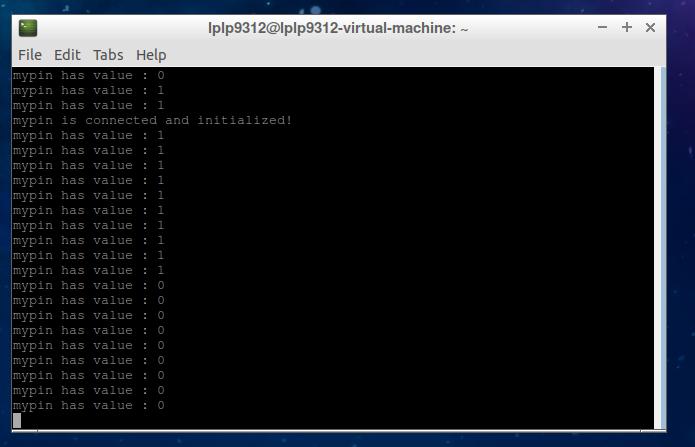 lplp9312@lplp9312-virtual-machine: ~
File Edit Tabs Help
mypin has value : 0
mypin has value : 1
mypin has value : 1
mypin is connected and initialized!
mypin has value : 1
mypin has value : 1
mypin has value : 1
mypin has value : 1
mypin has value : 1
mypin has value : 1
mypin has value : 1
mypin has value : 1
mypin has value : 1
mypin has value : 1
mypin has value : 0
mypin has value : 0
mypin has value : 0
mypin has value : 0
mypin has value : 0
mypin has value : 0
mypin has value : 0
mypin has value : 0
mypin has value : 0